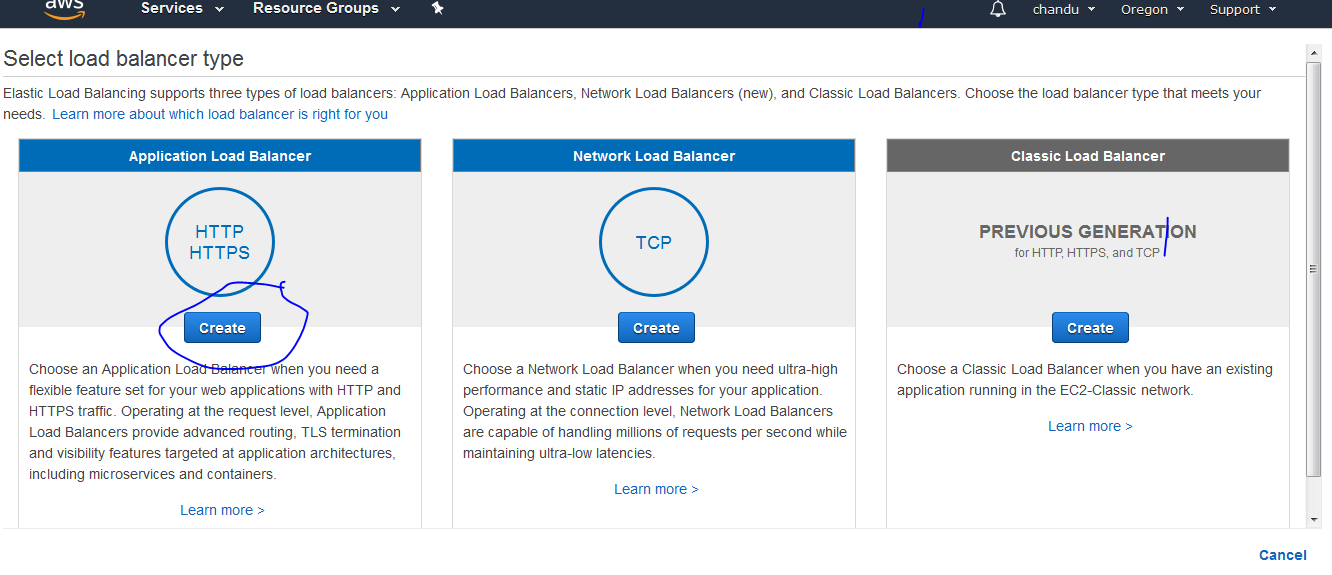 aws
Services
Resource Groups
chandu
Oregon
Support
Select load balancer type
Elastic Load Balancing supports three types of load balancers: Application Load Balancers, Network Load Balancers (new), and Classic Load Balancers. Choose the load balancer type that meets your
needs. Learn more about which load balancer is right for you
Application Load Balancer
HTTP
HTTPS
Create
Choose an Application Load Balancer when you need a
flexible feature set for your web applications with HTTP and
HTTPS traffic. Operating at the request level, Application
Load Balancers provide advanced routing, TLS termination
and visibility features targeted at application architectures,
including microservices and containers.
Learn more >
Network Load Balancer
TCP
Create
Choose a Network Load Balancer when you need ultra-high
performance and static IP addresses for your application.
Operating at the connection level, Network Load Balancers
are capable of handling millions of requests per second while
maintaining ultra-low latencies.
Learn more >
Classic Load Balancer
PREVIOUS GENERATION
for HTTP, HTTPS, and TCP
Create
Choose a Classic Load Balancer when you have an existing
application running in the EC2-Classic network.
Learn more >
Cancel